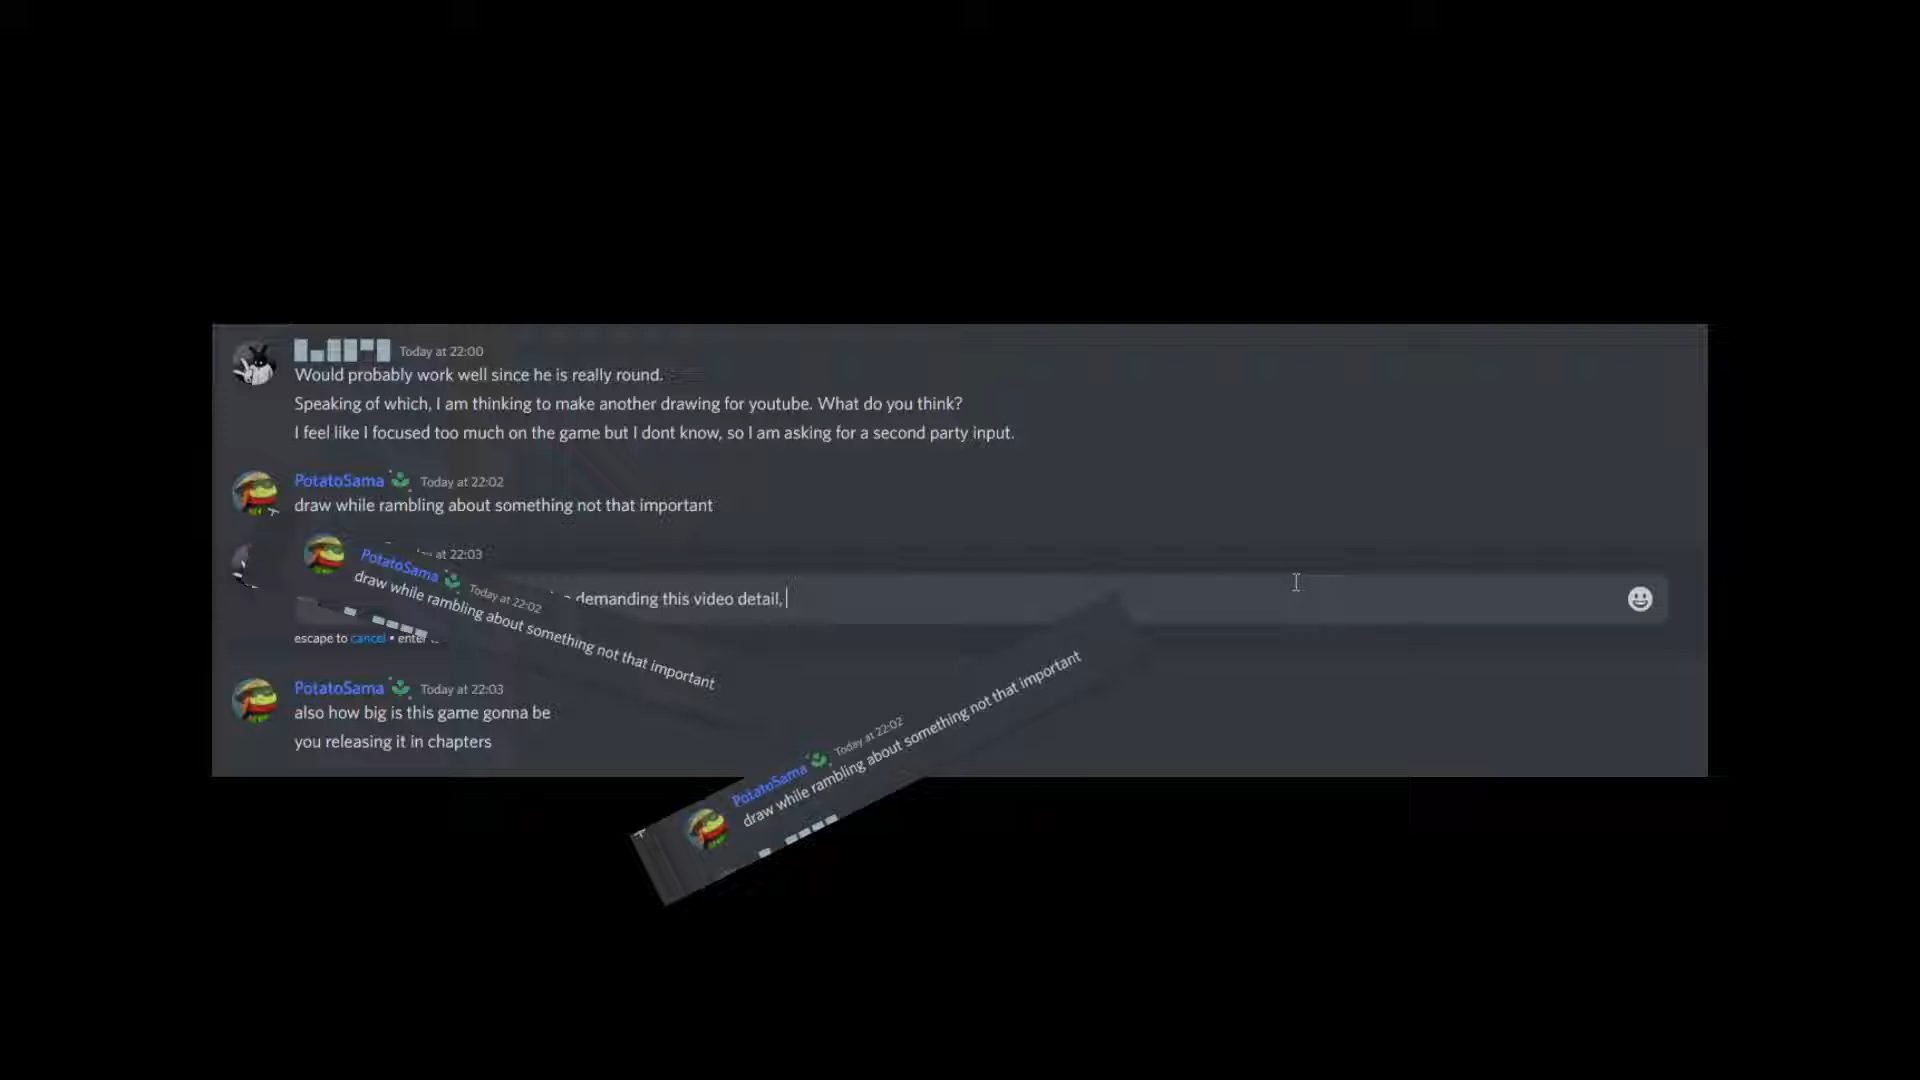 Today at 22:00
Would probably work well since he is really round.
Speaking of which, I am thinking to make another drawing for youtube. What do you think?
I feel like I focused too much on the game but I dont know, so I am asking for a second party input.
PotatoSama Today at 22:02
draw while rambling about something not that important
at 22:03
PotatoSama Today at 22:02
draw while rambling about something not that important
demanding this video detail,
escape to cancel • enter
PotatoSama Today at 22:03
also how big is this game gonna be
you releasing it in chapters
PotatoSama Today at 22:02
draw while rambling about something not that important